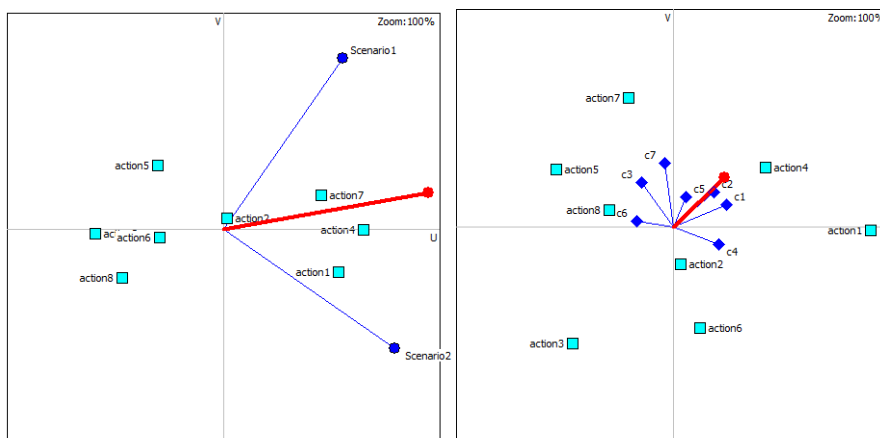 V
Zoom:100%
Scenario1
action5
action7
action2
action4
U
action6
action1
action8
Scenario2
V
Zoom:100%
action7
c7
action4
action5
c3
c5
c2
c1
action8
c6
action1
U
c4
action2
action6
action3